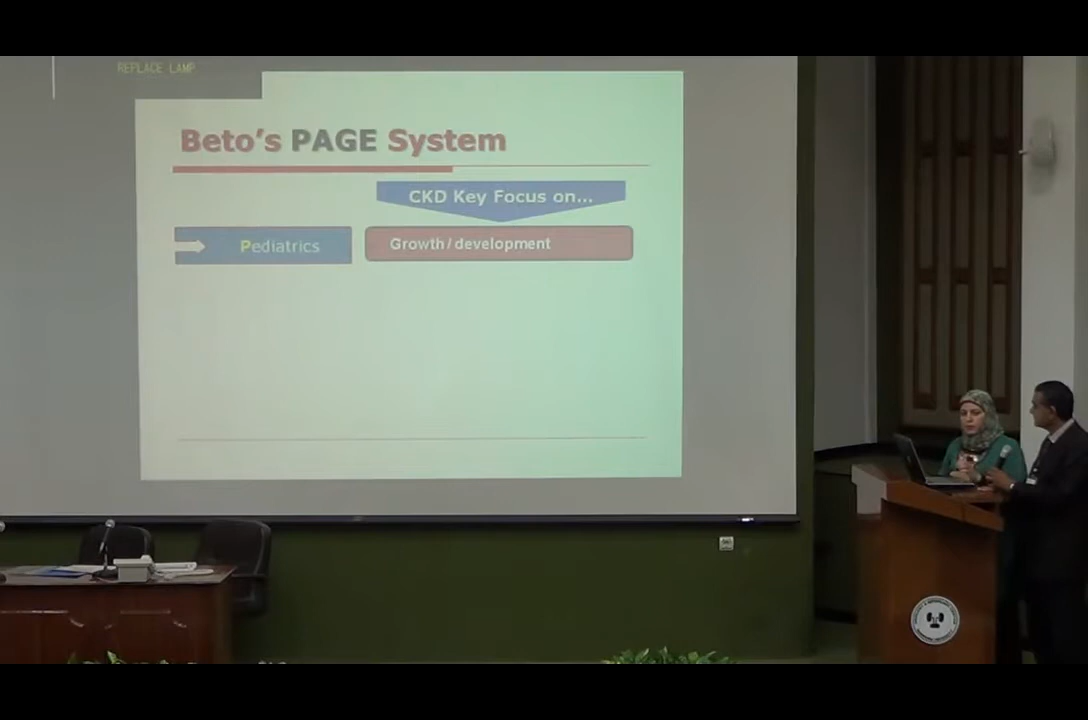 REPLACE LAMP
Beto's PAGE System
CKD Key Focus on...
Pediatrics
Growth/development